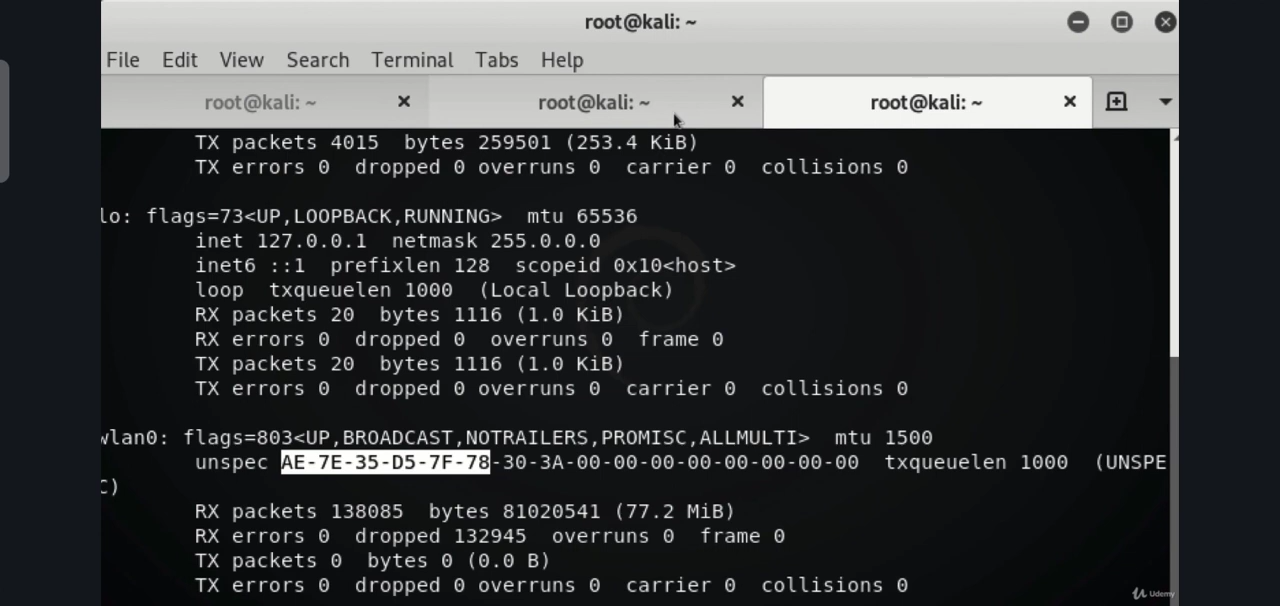 root@kali: ~
File Edit View Search Terminal Tabs Help
root@kali: ~ root@kali: ~ root@kali: ~
TX packets 4015 bytes 259501 (253.4 KiB)
TX errors 0 dropped 0 overruns 0 carrier 0 collisions 0
lo: flags=73<UP,LOOPBACK,RUNNING> mtu 65536
inet 127.0.0.1 netmask 255.0.0.0
inet6 ::1 prefixlen 128 scopeid 0x10<host>
loop txqueuelen 1000 (Local Loopback)
RX packets 20 bytes 1116 (1.0 KiB)
RX errors 0 dropped 0 overruns 0 frame 0
TX packets 20 bytes 1116 (1.0 KiB)
TX errors 0 dropped 0 overruns 0 carrier 0 collisions 0
wlan0: flags=803<UP,BROADCAST,NOTRAILERS,PROMISC,ALLMULTI> mtu 1500
unspec AE-7E-35-D5-7F-78-30-3A-00-00-00-00-00-00-00-00 txqueuelen 1000 (UNSPE
C)
RX packets 138085 bytes 81020541 (77.2 MiB)
RX errors 0 dropped 132945 overruns 0 frame 0
TX packets 0 bytes 0 (0.0 B)
TX errors 0 dropped 0 overruns 0 carrier 0 collisions 0
Udemy